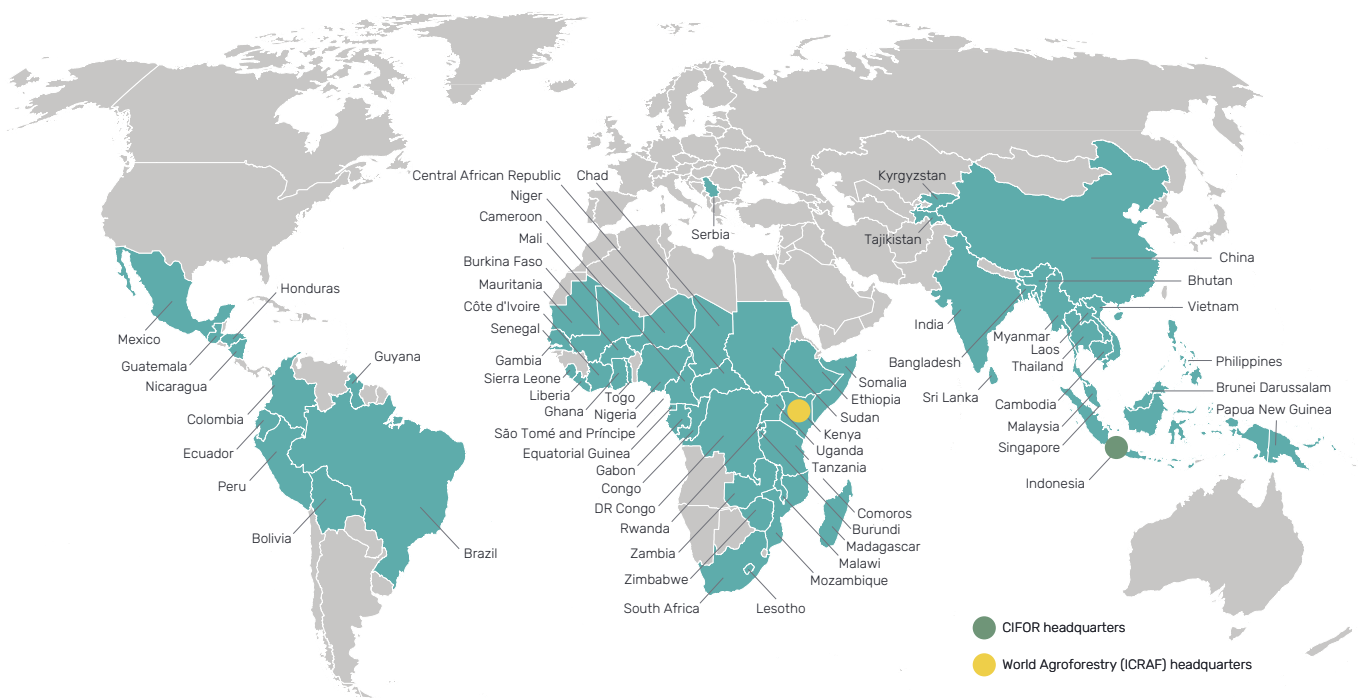 Central African Republic
Chad
Niger
Cameroon
Mali
Burkina Faso
Mauritania
Côte d'Ivoire
Senegal
Gambia
Sierra Leone
Liberia
Ghana
Togo
Nigeria
São Tomé and Príncipe
Equatorial Guinea
Gabon
Congo
DR Congo
Rwanda
Zambia
Zimbabwe
South Africa
Lesotho
Mozambique
Malawi
Madagascar
Burundi
Comoros
Tanzania
Uganda
Kenya
Sudan
Ethiopia
Somalia
Serbia
Honduras
Mexico
Guatemala
Nicaragua
Guyana
Colombia
Ecuador
Peru
Bolivia
Brazil
Kyrgyzstan
Tajikistan
China
Bhutan
Vietnam
India
Myanmar
Laos
Thailand
Bangladesh
Sri Lanka
Philippines
Brunei Darussalam
Papua New Guinea
Cambodia
Malaysia
Singapore
Indonesia
CIFOR headquarters
World Agroforestry (ICRAF) headquarters